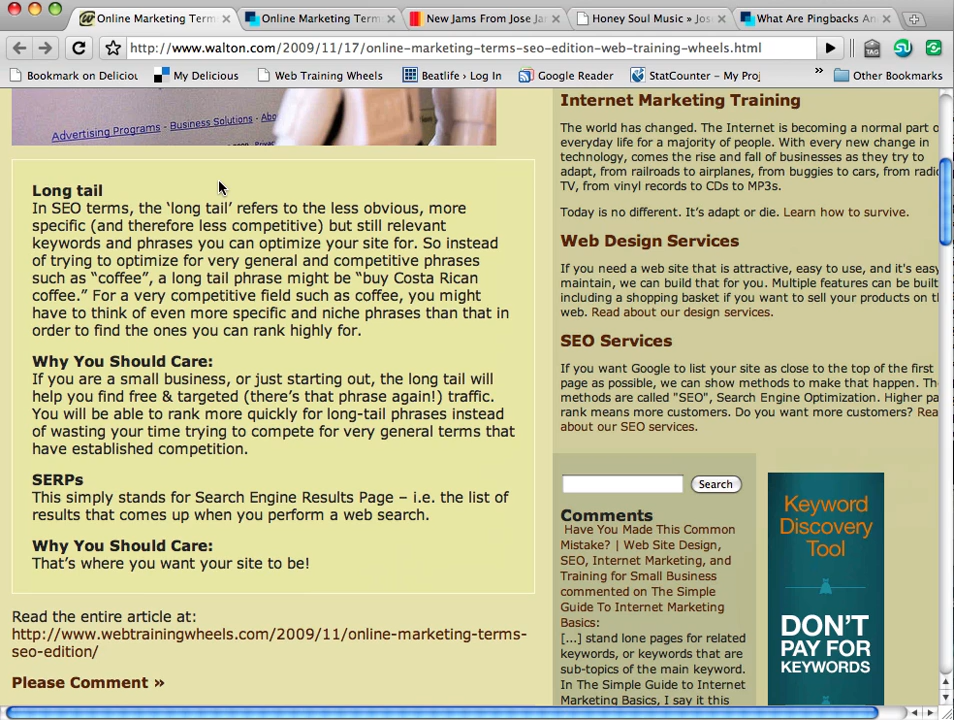 Online Marketing Term
Online Marketing Term
New Jams From Jose Ja
Honey Soul Music » Jos
What Are Pingbacks An
http://www.walton.com/2009/11/17/online-marketing-terms-seo-edition-web-training-wheels.html
Bookmark on Deliciou
My Delicious
Web Training Wheels
Beatlife › Log In
Google Reader
StatCounter – My Proj
»
Other Bookmarks
Advertising Programs - Business Solutions - Abo
Long tail
In SEO terms, the ‘long tail’ refers to the less obvious, more
specific (and therefore less competitive) but still relevant
keywords and phrases you can optimize your site for. So instead
of trying to optimize for very general and competitive phrases
such as “coffee”, a long tail phrase might be “buy Costa Rican
coffee.” For a very competitive field such as coffee, you might
have to think of even more specific and niche phrases than that in
order to find the ones you can rank highly for.
Why You Should Care:
If you are a small business, or just starting out, the long tail will
help you find free & targeted (there’s that phrase again!) traffic.
You will be able to rank more quickly for long-tail phrases instead
of wasting your time trying to compete for very general terms that
have established competition.
SERPs
This simply stands for Search Engine Results Page – i.e. the list of
results that comes up when you perform a web search.
Why You Should Care:
That’s where you want your site to be!
Read the entire article at:
http://www.webtrainingwheels.com/2009/11/online-marketing-terms-
seo-edition/
Please Comment »
Internet Marketing Training
The world has changed. The Internet is becoming a normal part o
everyday life for a majority of people. With every new change in
technology, comes the rise and fall of businesses as they try to
adapt, from railroads to airplanes, from buggies to cars, from radio
TV, from vinyl records to CDs to MP3s.
Today is no different. It’s adapt or die. Learn how to survive.
Web Design Services
If you need a web site that is attractive, easy to use, and it's easy
maintain, we can build that for you. Multiple features can be built
including a shopping basket if you want to sell your products on th
web. Read about our design services.
SEO Services
If you want Google to list your site as close to the top of the first
page as possible, we can show methods to make that happen. Th
methods are called "SEO", Search Engine Optimization. Higher pa
rank means more customers. Do you want more customers? Rea
about our SEO services.
Search
Comments
Have You Made This Common
Mistake? | Web Site Design,
SEO, Internet Marketing, and
Training for Small Business
commented on The Simple
Guide To Internet Marketing
Basics:
[...] stand lone pages for related
keywords, or keywords that are
sub-topics of the main keyword.
In The Simple Guide to Internet
Marketing Basics, I say it this
Keyword
Discovery
Tool
DON’T
PAY FOR
KEYWORDS